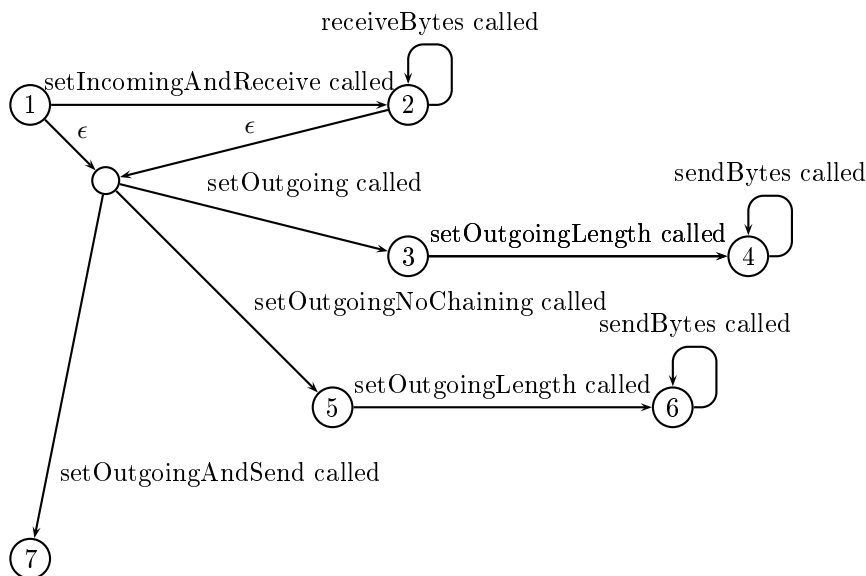 receiveBytes called
setIncomingAndReceive called
1
2
ϵ
ϵ
setOutgoing called
sendBytes called
setOutgoingLength called
3
4
setOutgoingNoChaining called
sendBytes called
setOutgoingLength called
5
6
setOutgoingAndSend called
7